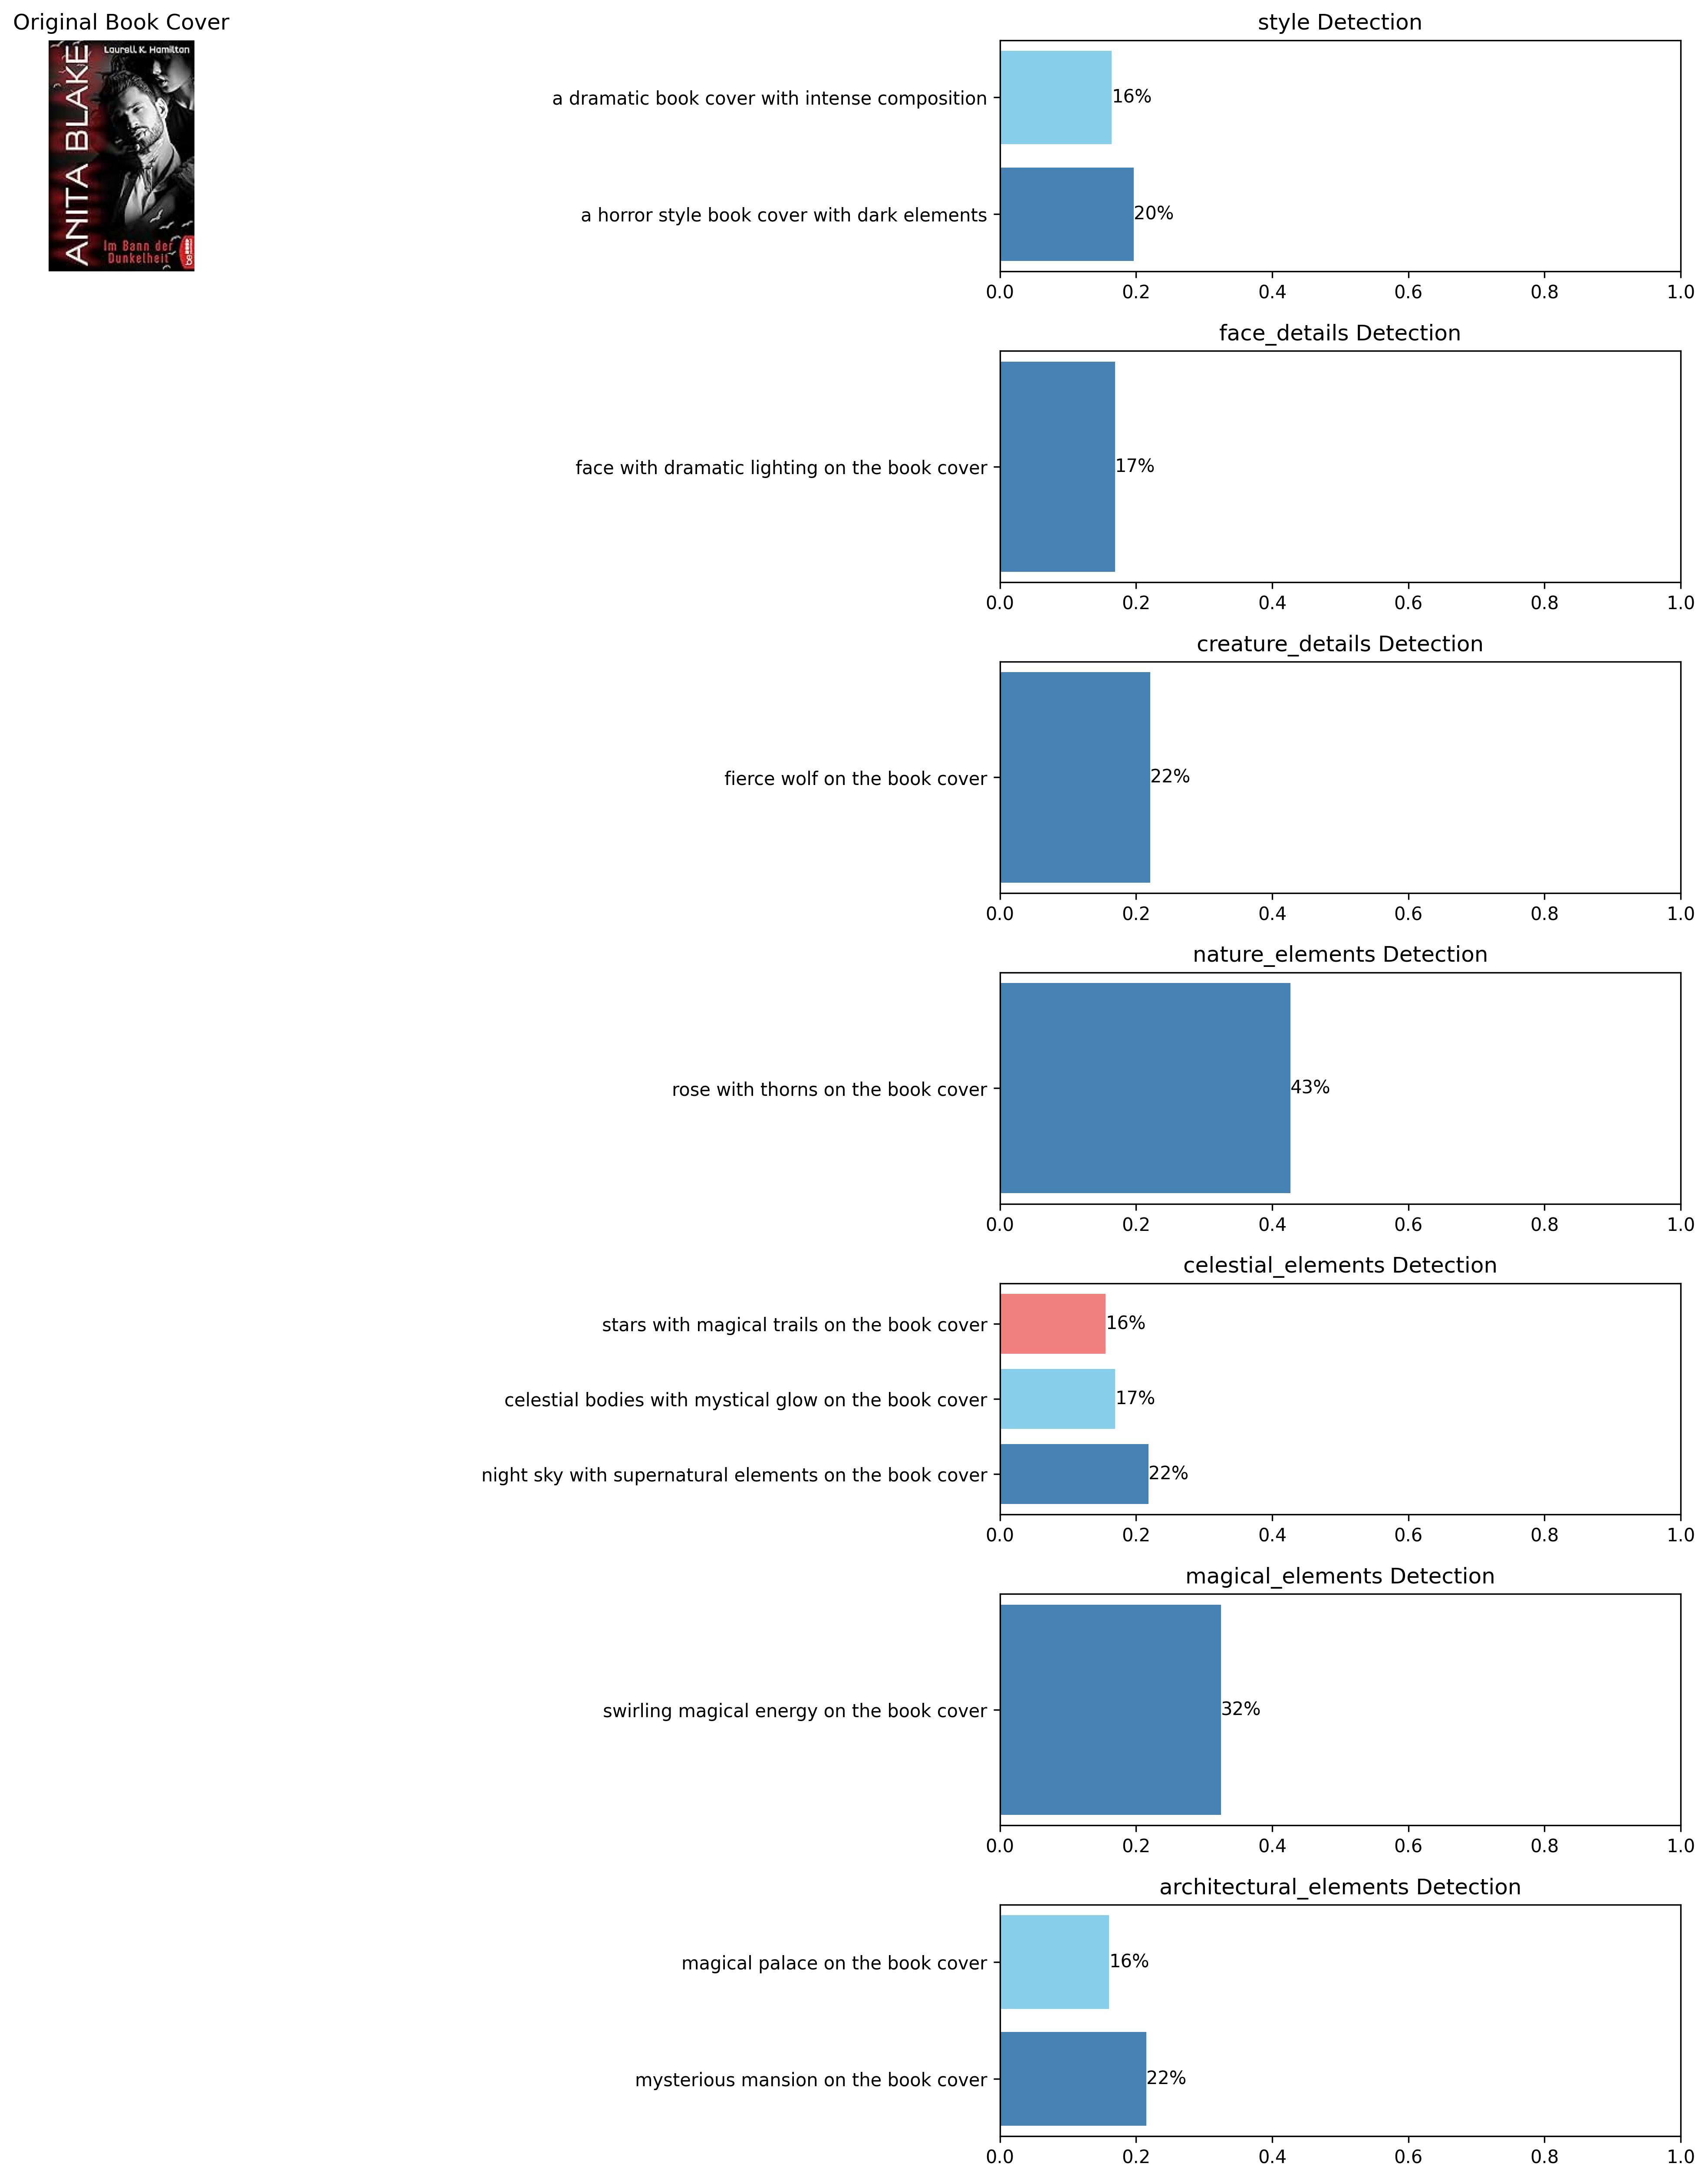 Original Book Cover
Laurell K. Hamilton
ANITA BLAKE
Im Bann der
Dunkelheit
be
style Detection
a dramatic book cover with intense composition
16%
a horror style book cover with dark elements
20%
0.0 0.2 0.4 0.6 0.8 1.0
face_details Detection
face with dramatic lighting on the book cover
17%
0.0 0.2 0.4 0.6 0.8 1.0
creature_details Detection
fierce wolf on the book cover
22%
0.0 0.2 0.4 0.6 0.8 1.0
nature_elements Detection
rose with thorns on the book cover
43%
0.0 0.2 0.4 0.6 0.8 1.0
celestial_elements Detection
stars with magical trails on the book cover
16%
celestial bodies with mystical glow on the book cover
17%
night sky with supernatural elements on the book cover
22%
0.0 0.2 0.4 0.6 0.8 1.0
magical_elements Detection
swirling magical energy on the book cover
32%
0.0 0.2 0.4 0.6 0.8 1.0
architectural_elements Detection
magical palace on the book cover
16%
mysterious mansion on the book cover
22%
0.0 0.2 0.4 0.6 0.8 1.0